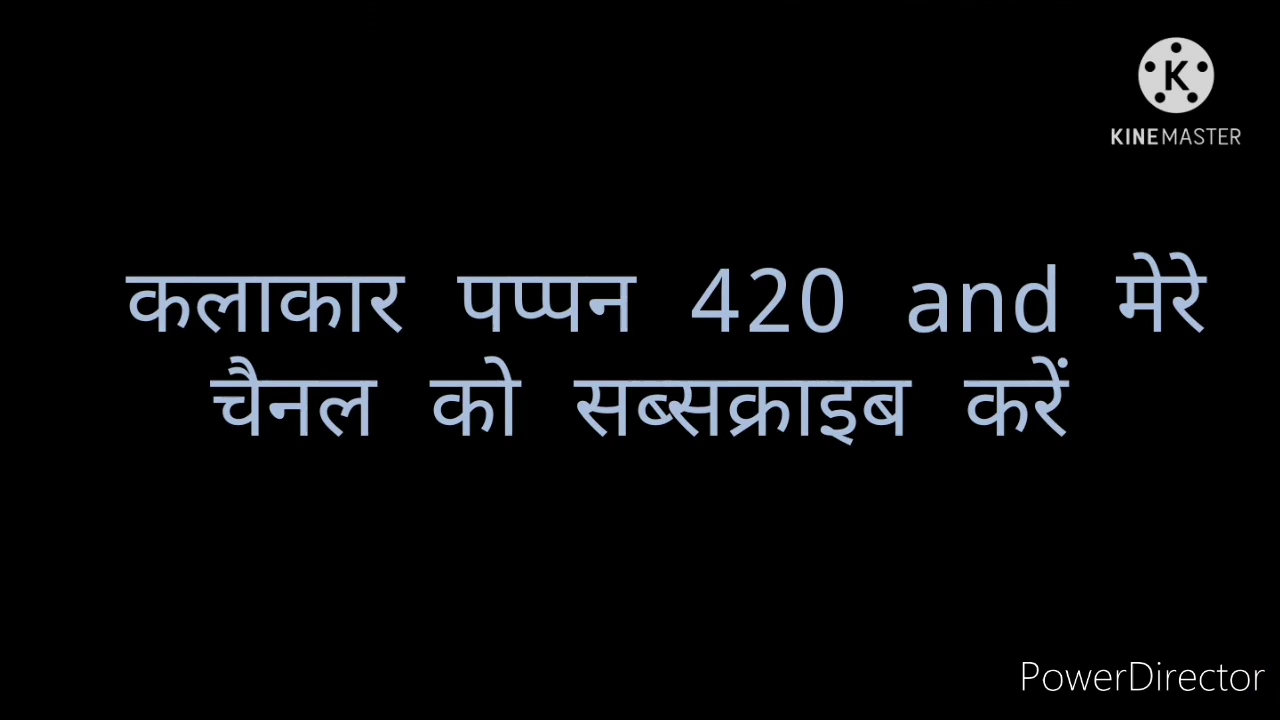 K
KINEMASTER
कलाकार पप्पन 420 and मेरे
चैनल को सब्सक्राइब करें
PowerDirector